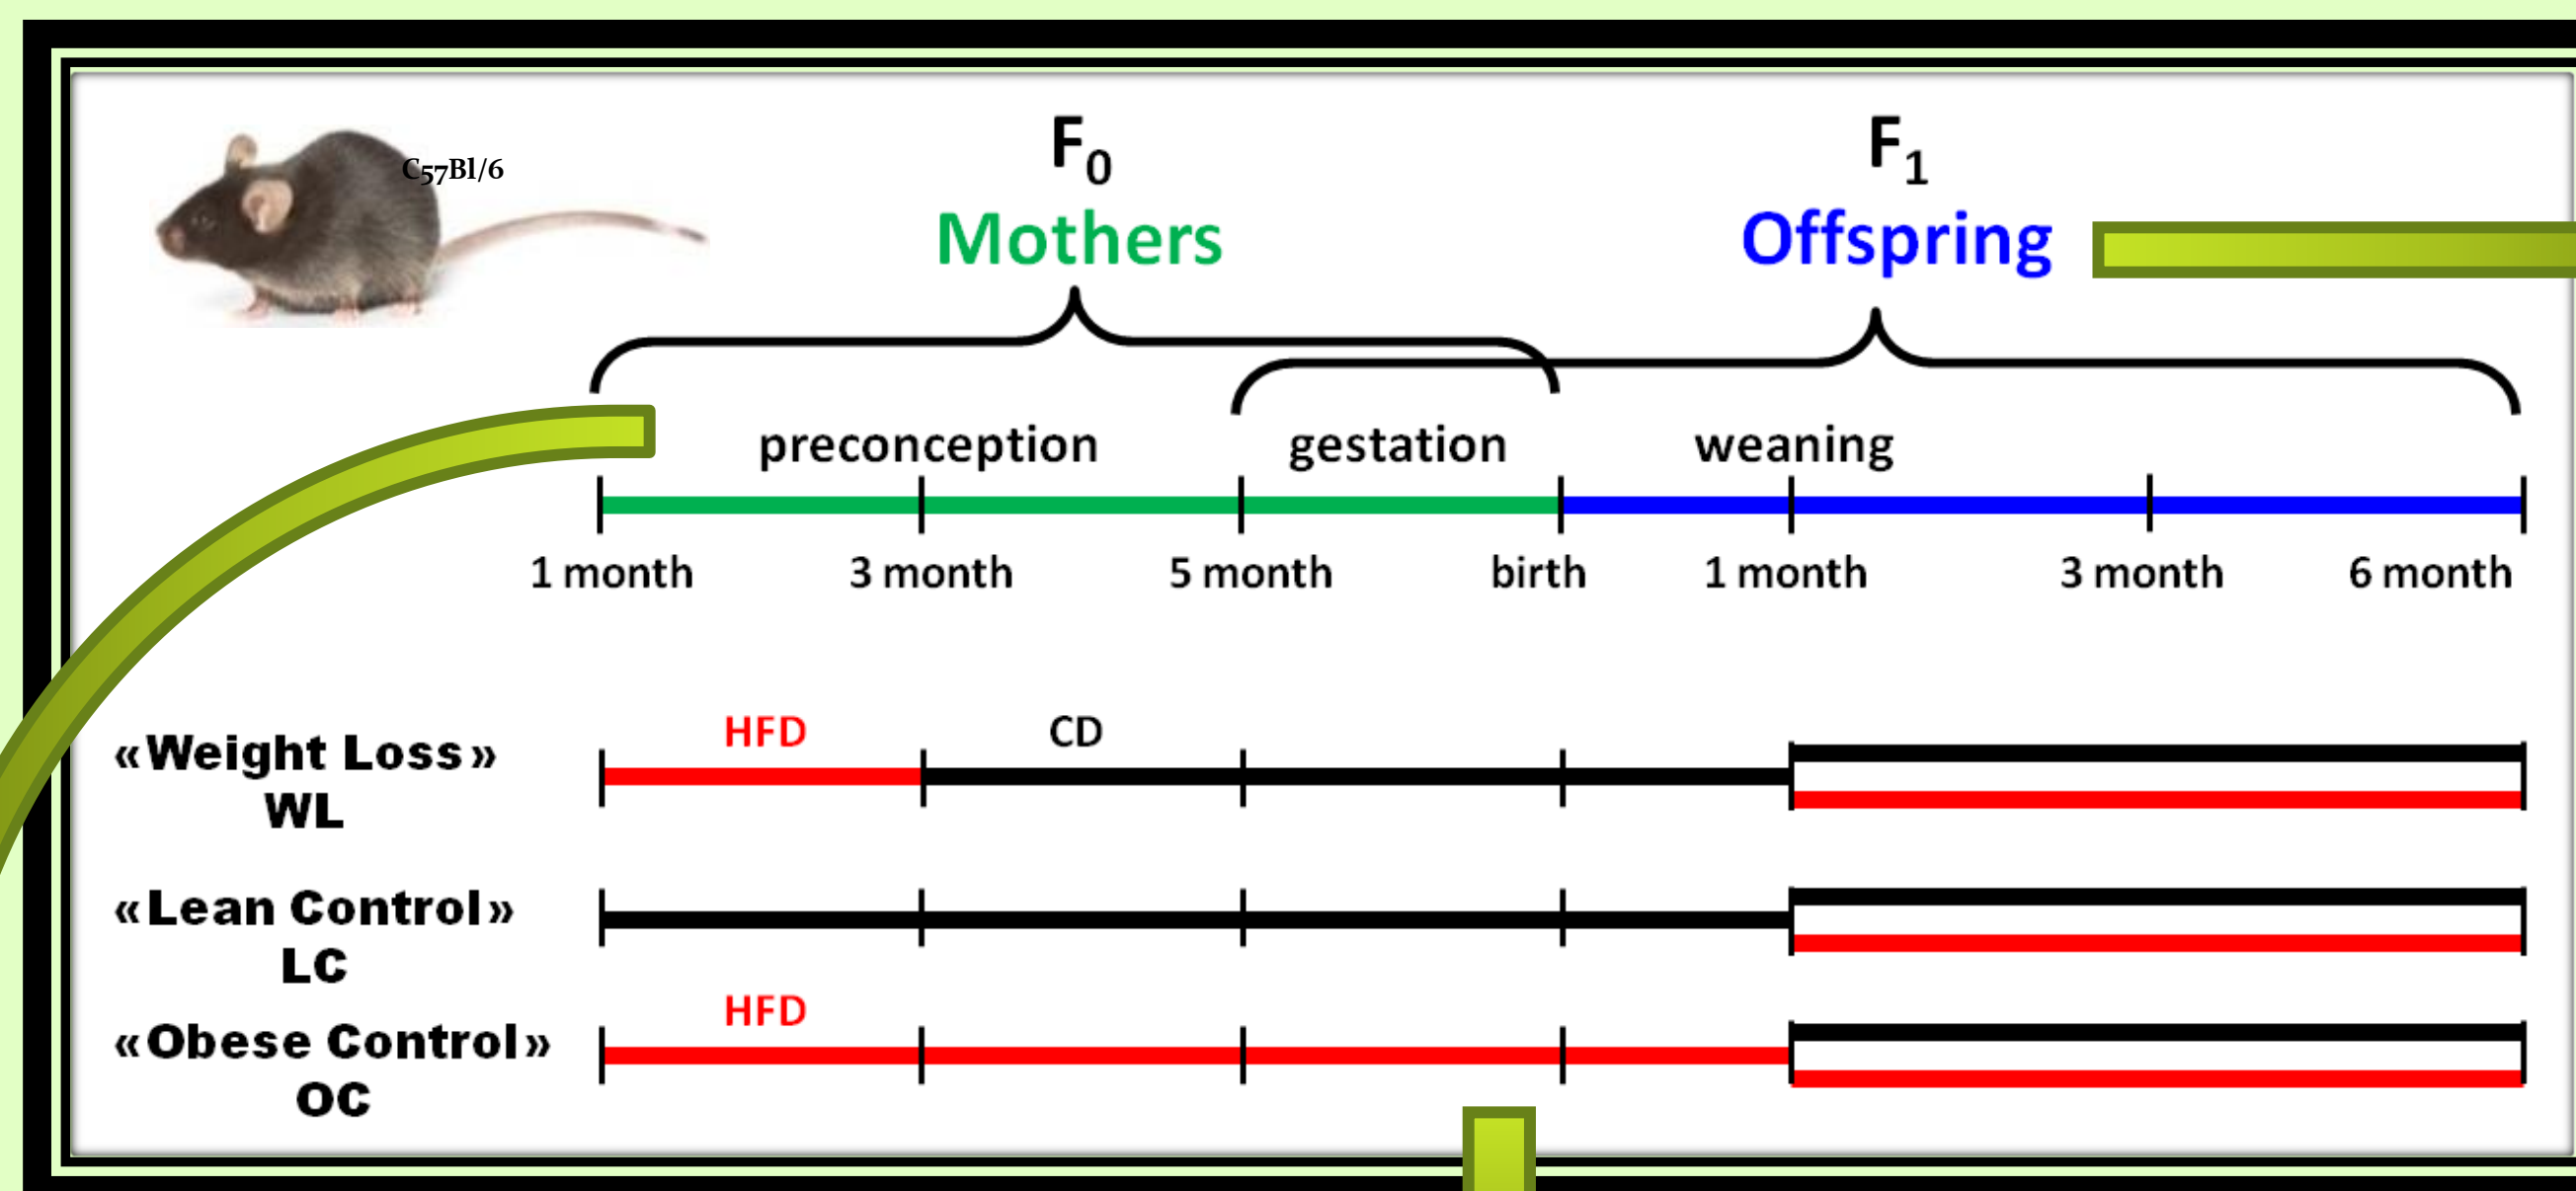 C57Bl/6
F0
Mothers
F1
Offspring
preconception gestation weaning
1 month 3 month 5 month birth 1 month 3 month 6 month
HFD CD
«Weight Loss»
WL
«Lean Control»
LC
HFD
«Obese Control»
OC